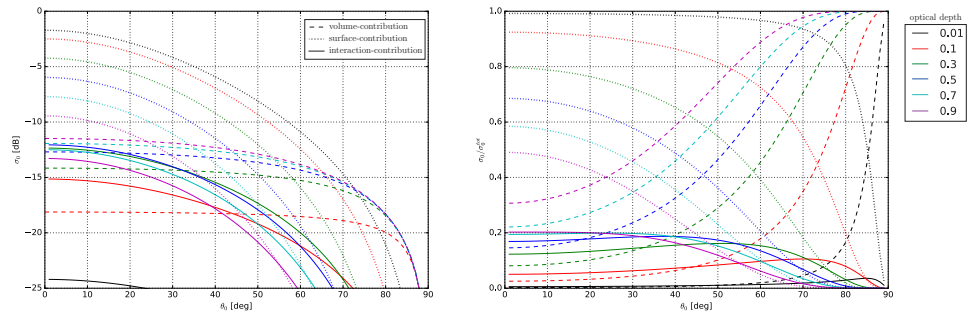 0
−5
−10
−15
−20
−25
σ₀ [dB]
0 10 20 30 40 50 60 70 80 90
θ₀ [deg]
volume-contribution
surface-contribution
interaction-contribution
1.0
0.8
0.6
0.4
0.2
0.0
0 10 20 30 40 50 60 70 80 90
θ₀ [deg]
optical depth
0.01
0.1
0.3
0.5
0.7
0.9